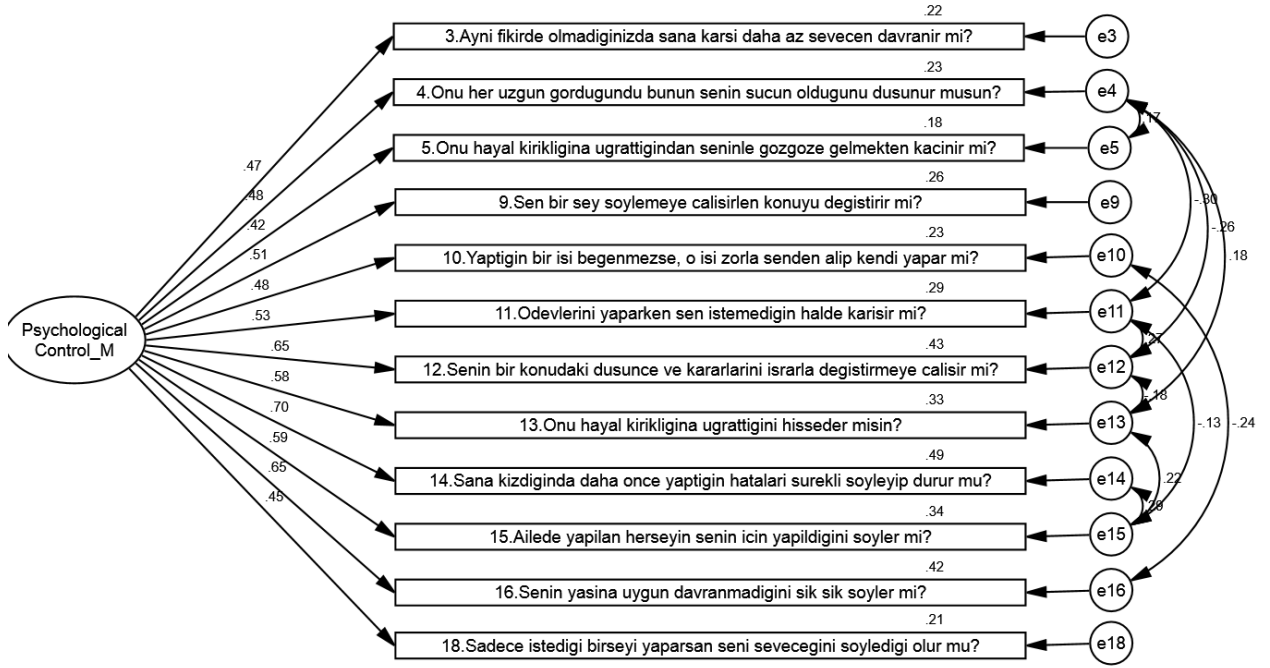 .22
3.Ayni fikirde olmadiginizda sana karsi daha az sevecen davranir mi?
e3
.23
4.Onu her uzgun gordugundu bunun senin sucun oldugunu dusunur musun?
e4
.17
.18
5.Onu hayal kirikligina ugrattigindan seninle gozgoze gelmekten kacinir mi?
e5
.47
.48
.26
9.Sen bir sey soylemeye calisirlen konuyu degistirir mi?
e9
-.30
.42
-.26
.23
.51
10.Yaptigin bir isi begenmezse, o isi zorla senden alip kendi yapar mi?
e10
.18
.48
.29
11.Odevlerini yaparken sen istemedigin halde karisir mi?
e11
.53
Psychological
Control_M
.27
.65
.43
12.Senin bir konudaki dusunce ve kararlarini israrla degistirmeye calisir mi?
e12
.58
-.18
.33
13.Onu hayal kirikligina ugrattigini hisseder misin?
e13
-.13
-.24
.70
.59
.49
14.Sana kizdiginda daha once yaptigin hatalari surekli soyleyip durur mu?
e14
.22
.65
.45
.34
15.Ailede yapilan herseyin senin icin yapildigini soyler mi?
e15
.42
16.Senin yasina uygun davranmadigini sik sik soyler mi?
e16
.21
18.Sadece istedigi birseyi yaparsan seni sevecegini soyledigi olur mu?
e18